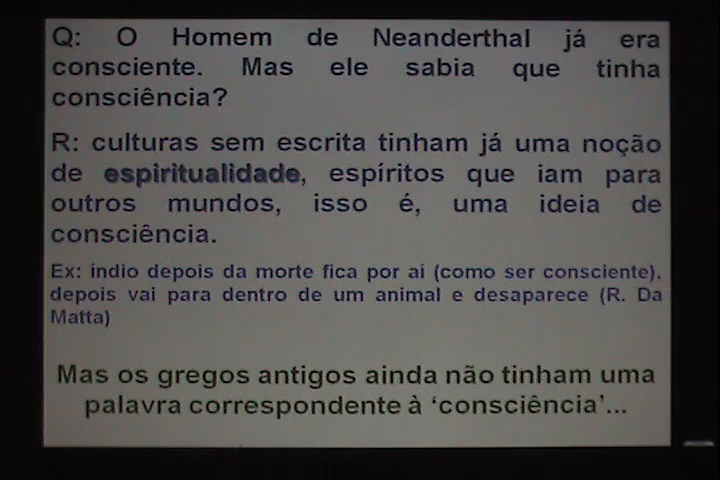 Q: O Homem de Neanderthal já era
consciente. Mas ele sabia que tinha
consciência?
R: culturas sem escrita tinham já uma noção
de espiritualidade, espíritos que iam para
outros mundos, isso é, uma ideia de
consciência.
Ex: índio depois da morte fica por aí (como ser consciente),
depois vai para dentro de um animal e desaparece (R. Da
Matta)
Mas os gregos antigos ainda não tinham uma
palavra correspondente à ‘consciência’...